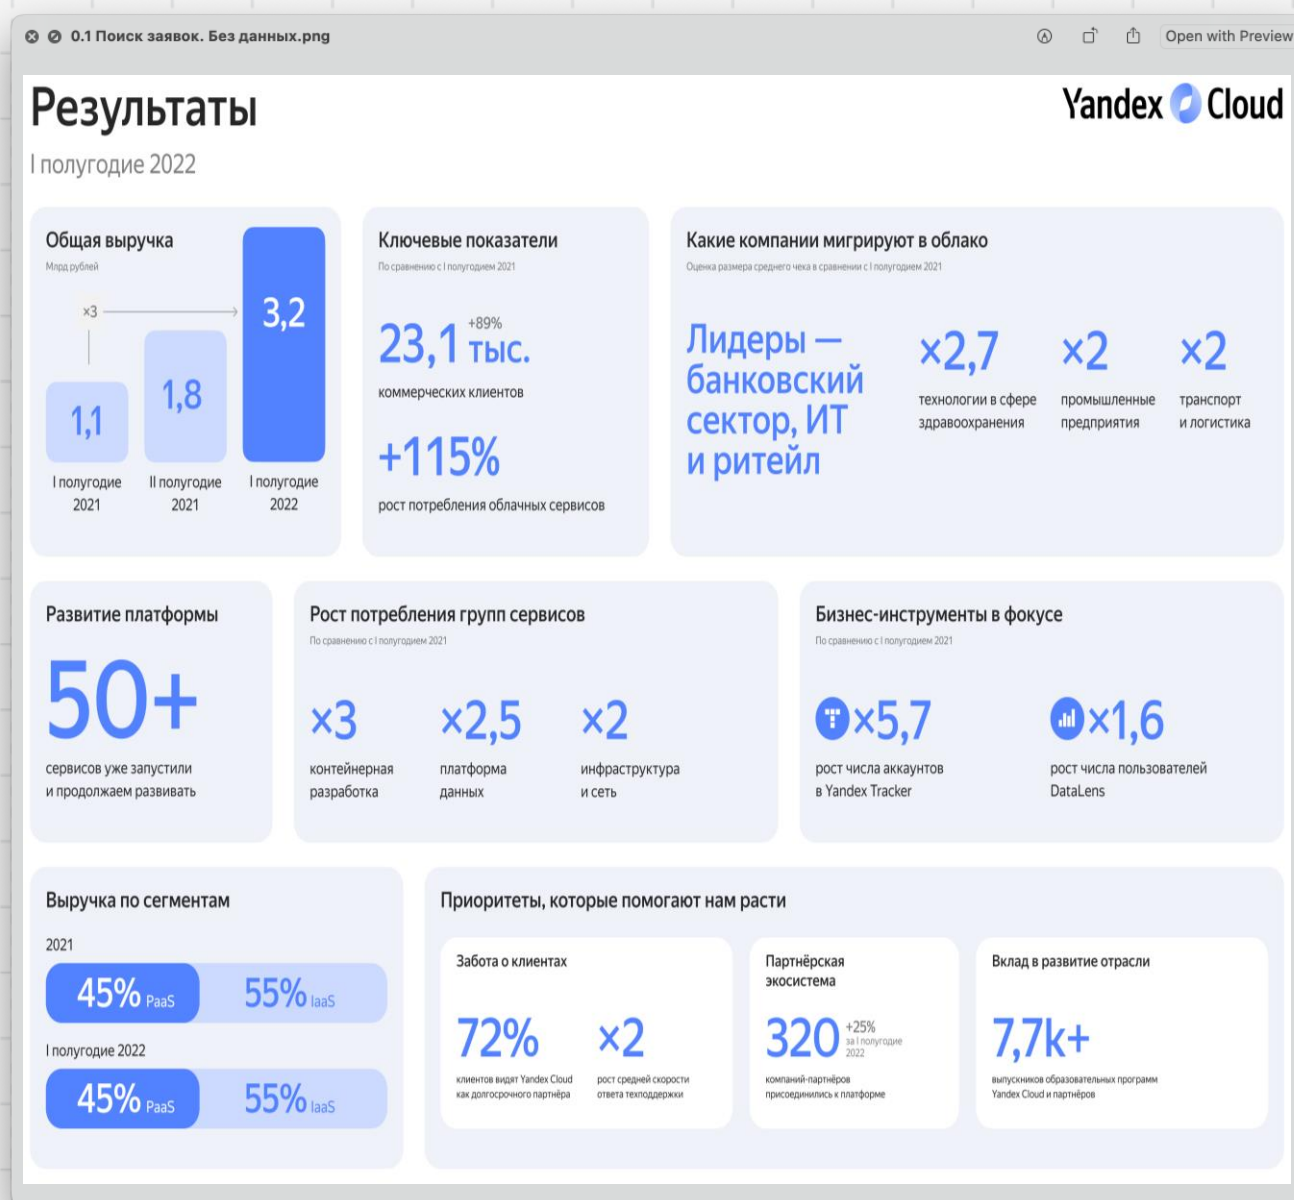 0.1 Поиск заявок. Без данных.png
Open with Preview
Результаты
Yandex Cloud
I полугодие 2022
Общая выручка
Млрд рублей
×3
1,1
1,8
3,2
I полугодие
2021
II полугодие
2021
I полугодие
2022
Ключевые показатели
По сравнению с I полугодием 2021
23,1 тыс.
+89%
коммерческих клиентов
+115%
рост потребления облачных сервисов
Какие компании мигрируют в облако
Оценка размера среднего чека в сравнении с I полугодием 2021
Лидеры —
банковский
сектор, ИТ
и ритейл
×2,7
технологии в сфере
здравоохранения
×2
промышленные
предприятия
×2
транспорт
и логистика
Развитие платформы
50+
сервисов уже запустили
и продолжаем развивать
Рост потребления групп сервисов
По сравнению с I полугодием 2021
×3
контейнерная
разработка
×2,5
платформа
данных
×2
инфраструктура
и сеть
Бизнес-инструменты в фокусе
По сравнению с I полугодием 2021
×5,7
рост числа аккаунтов
в Yandex Tracker
×1,6
рост числа пользователей
DataLens
Выручка по сегментам
2021
45% PaaS 55% IaaS
I полугодие 2022
45% PaaS 55% IaaS
Приоритеты, которые помогают нам расти
Забота о клиентах
72%
клиентов видят Yandex Cloud
как долгосрочного партнёра
×2
рост средней скорости
ответа техподдержки
Партнёрская
экосистема
320
+25%
за I полугодие
2022
компаний-партнёров
присоединились к платформе
Вклад в развитие отрасли
7,7k+
выпускников образовательных программ
Yandex Cloud и партнёров